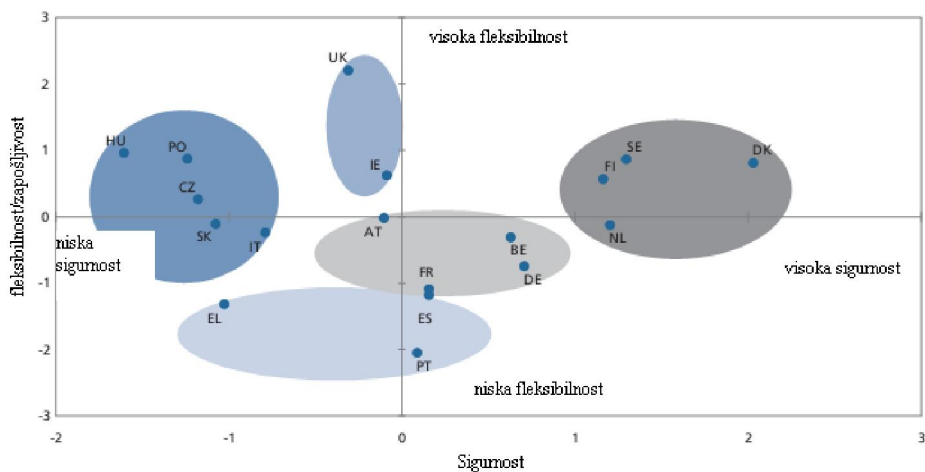 3
visoka fleksibilnost
UK
2
HU
PO
SE
DK
1
IE
FI
CZ
fleksibilnost/zapošljivost
0
SK
IT
AT
NL
niska
sigurnost
BE
visoka sigurnost
-1
FR
DE
EL
ES
-2
PT
niska fleksibilnost
-3
-2
-1
0
1
2
3
Sigurnost